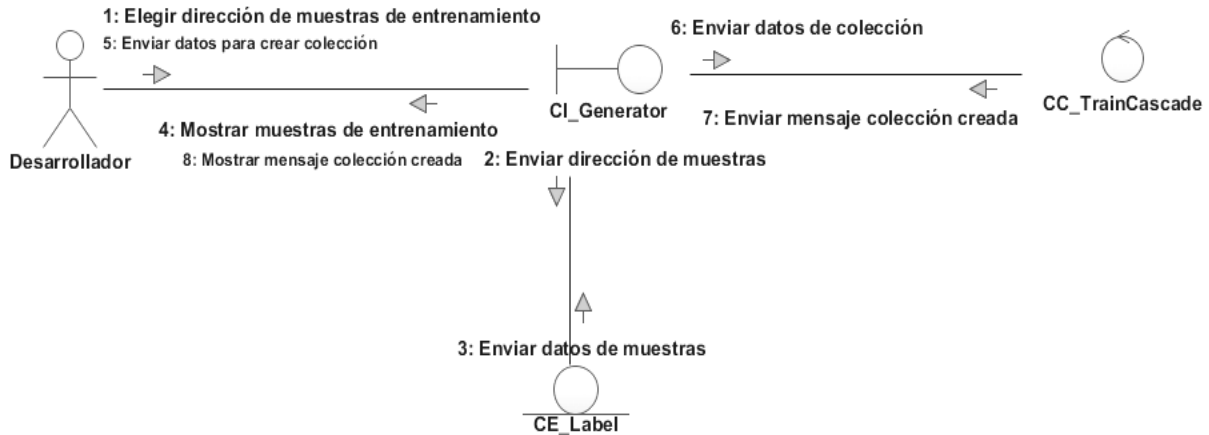 1: Elegir dirección de muestras de entrenamiento
5: Enviar datos para crear colección
6: Enviar datos de colección
CI_Generator
CC_TrainCascade
4: Mostrar muestras de entrenamiento
7: Enviar mensaje colección creada
Desarrollador
8: Mostrar mensaje colección creada
2: Enviar dirección de muestras
3: Enviar datos de muestras
CE_Label